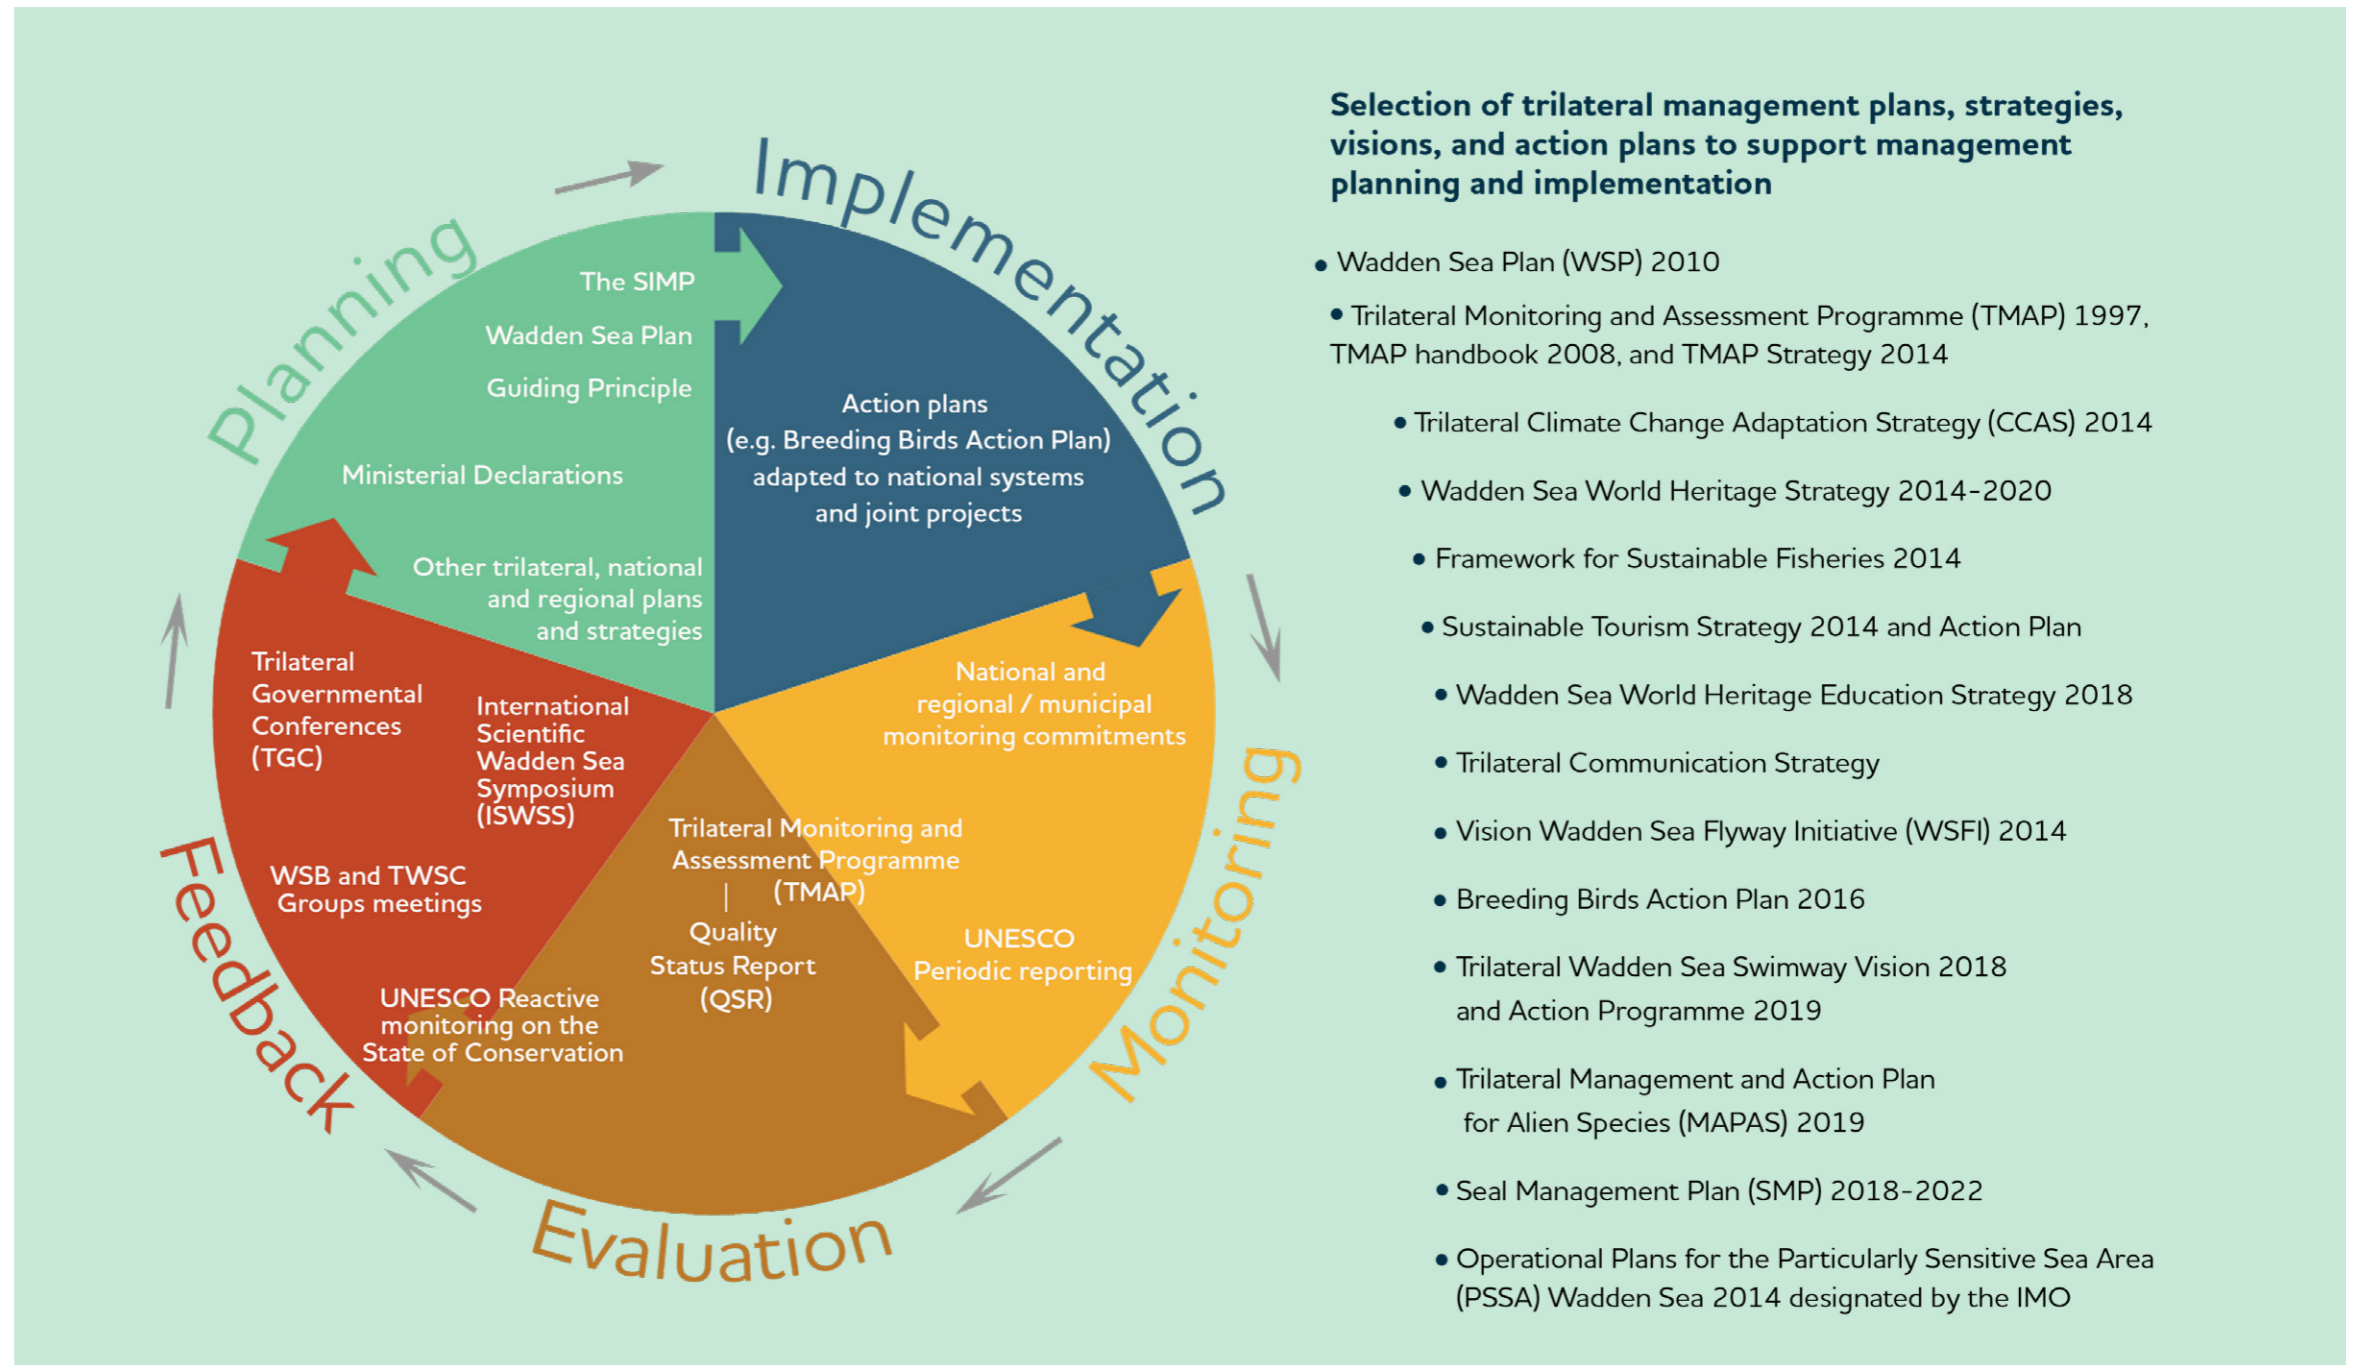 Planning
Implementation
Monitoring
Evaluation
Feedback
The SIMP
Wadden Sea Plan
Guiding Principle
Ministerial Declarations
Other trilateral, national
and regional plans
and strategies
Action plans
(e.g. Breeding Birds Action Plan)
adapted to national systems
and joint projects
National and
regional / municipal
monitoring commitments
UNESCO
Periodic reporting
Trilateral Monitoring and
Assessment Programme
(TMAP)
Quality
Status Report
(QSR)
Trilateral
Governmental
Conferences
(TGC)
International
Scientific
Wadden Sea
Symposium
(ISWSS)
WSB and TWSC
Groups meetings
UNESCO Reactive
monitoring on the
State of Conservation
Selection of trilateral management plans, strategies,
visions, and action plans to support management
planning and implementation
• Wadden Sea Plan (WSP) 2010
• Trilateral Monitoring and Assessment Programme (TMAP) 1997,
TMAP handbook 2008, and TMAP Strategy 2014
• Trilateral Climate Change Adaptation Strategy (CCAS) 2014
• Wadden Sea World Heritage Strategy 2014-2020
• Framework for Sustainable Fisheries 2014
• Sustainable Tourism Strategy 2014 and Action Plan
• Wadden Sea World Heritage Education Strategy 2018
• Trilateral Communication Strategy
• Vision Wadden Sea Flyway Initiative (WSFI) 2014
• Breeding Birds Action Plan 2016
• Trilateral Wadden Sea Swimway Vision 2018
and Action Programme 2019
• Trilateral Management and Action Plan
for Alien Species (MAPAS) 2019
• Seal Management Plan (SMP) 2018-2022
• Operational Plans for the Particularly Sensitive Sea Area
(PSSA) Wadden Sea 2014 designated by the IMO